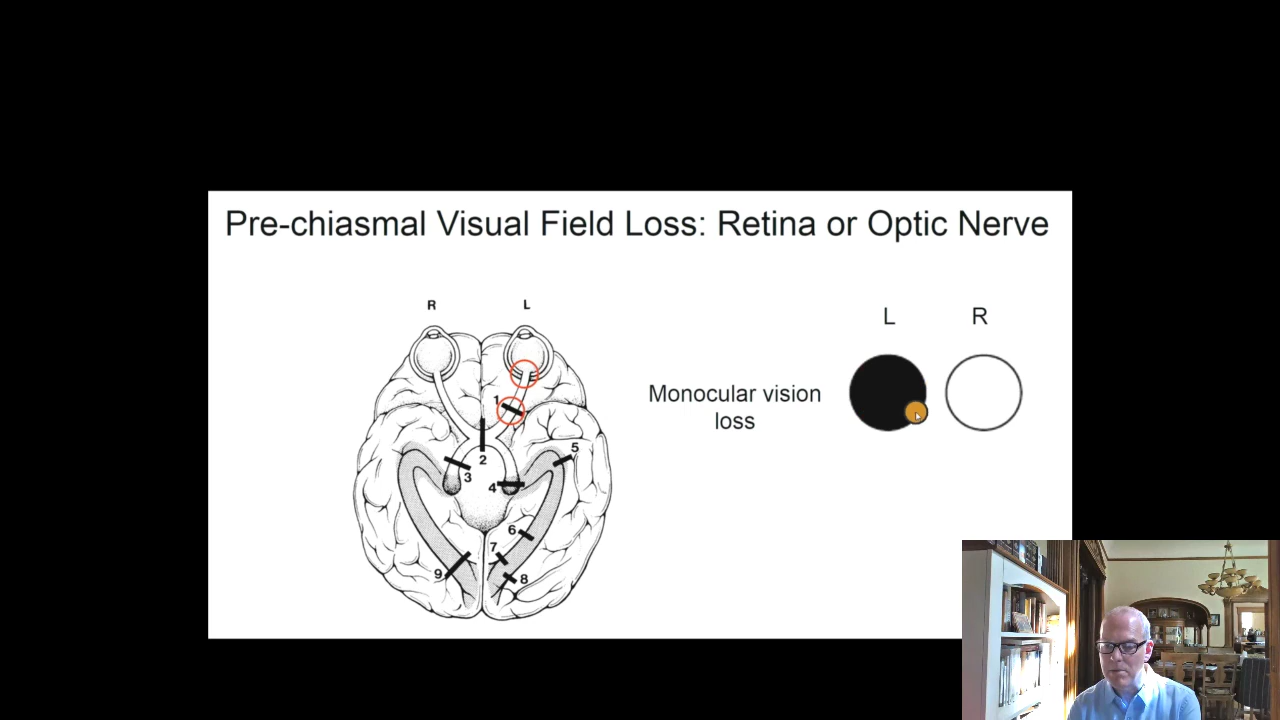 Pre-chiasmal Visual Field Loss: Retina or Optic Nerve
R
L
1
2
3
4
5
6
7
8
9
L
R
Monocular vision
loss